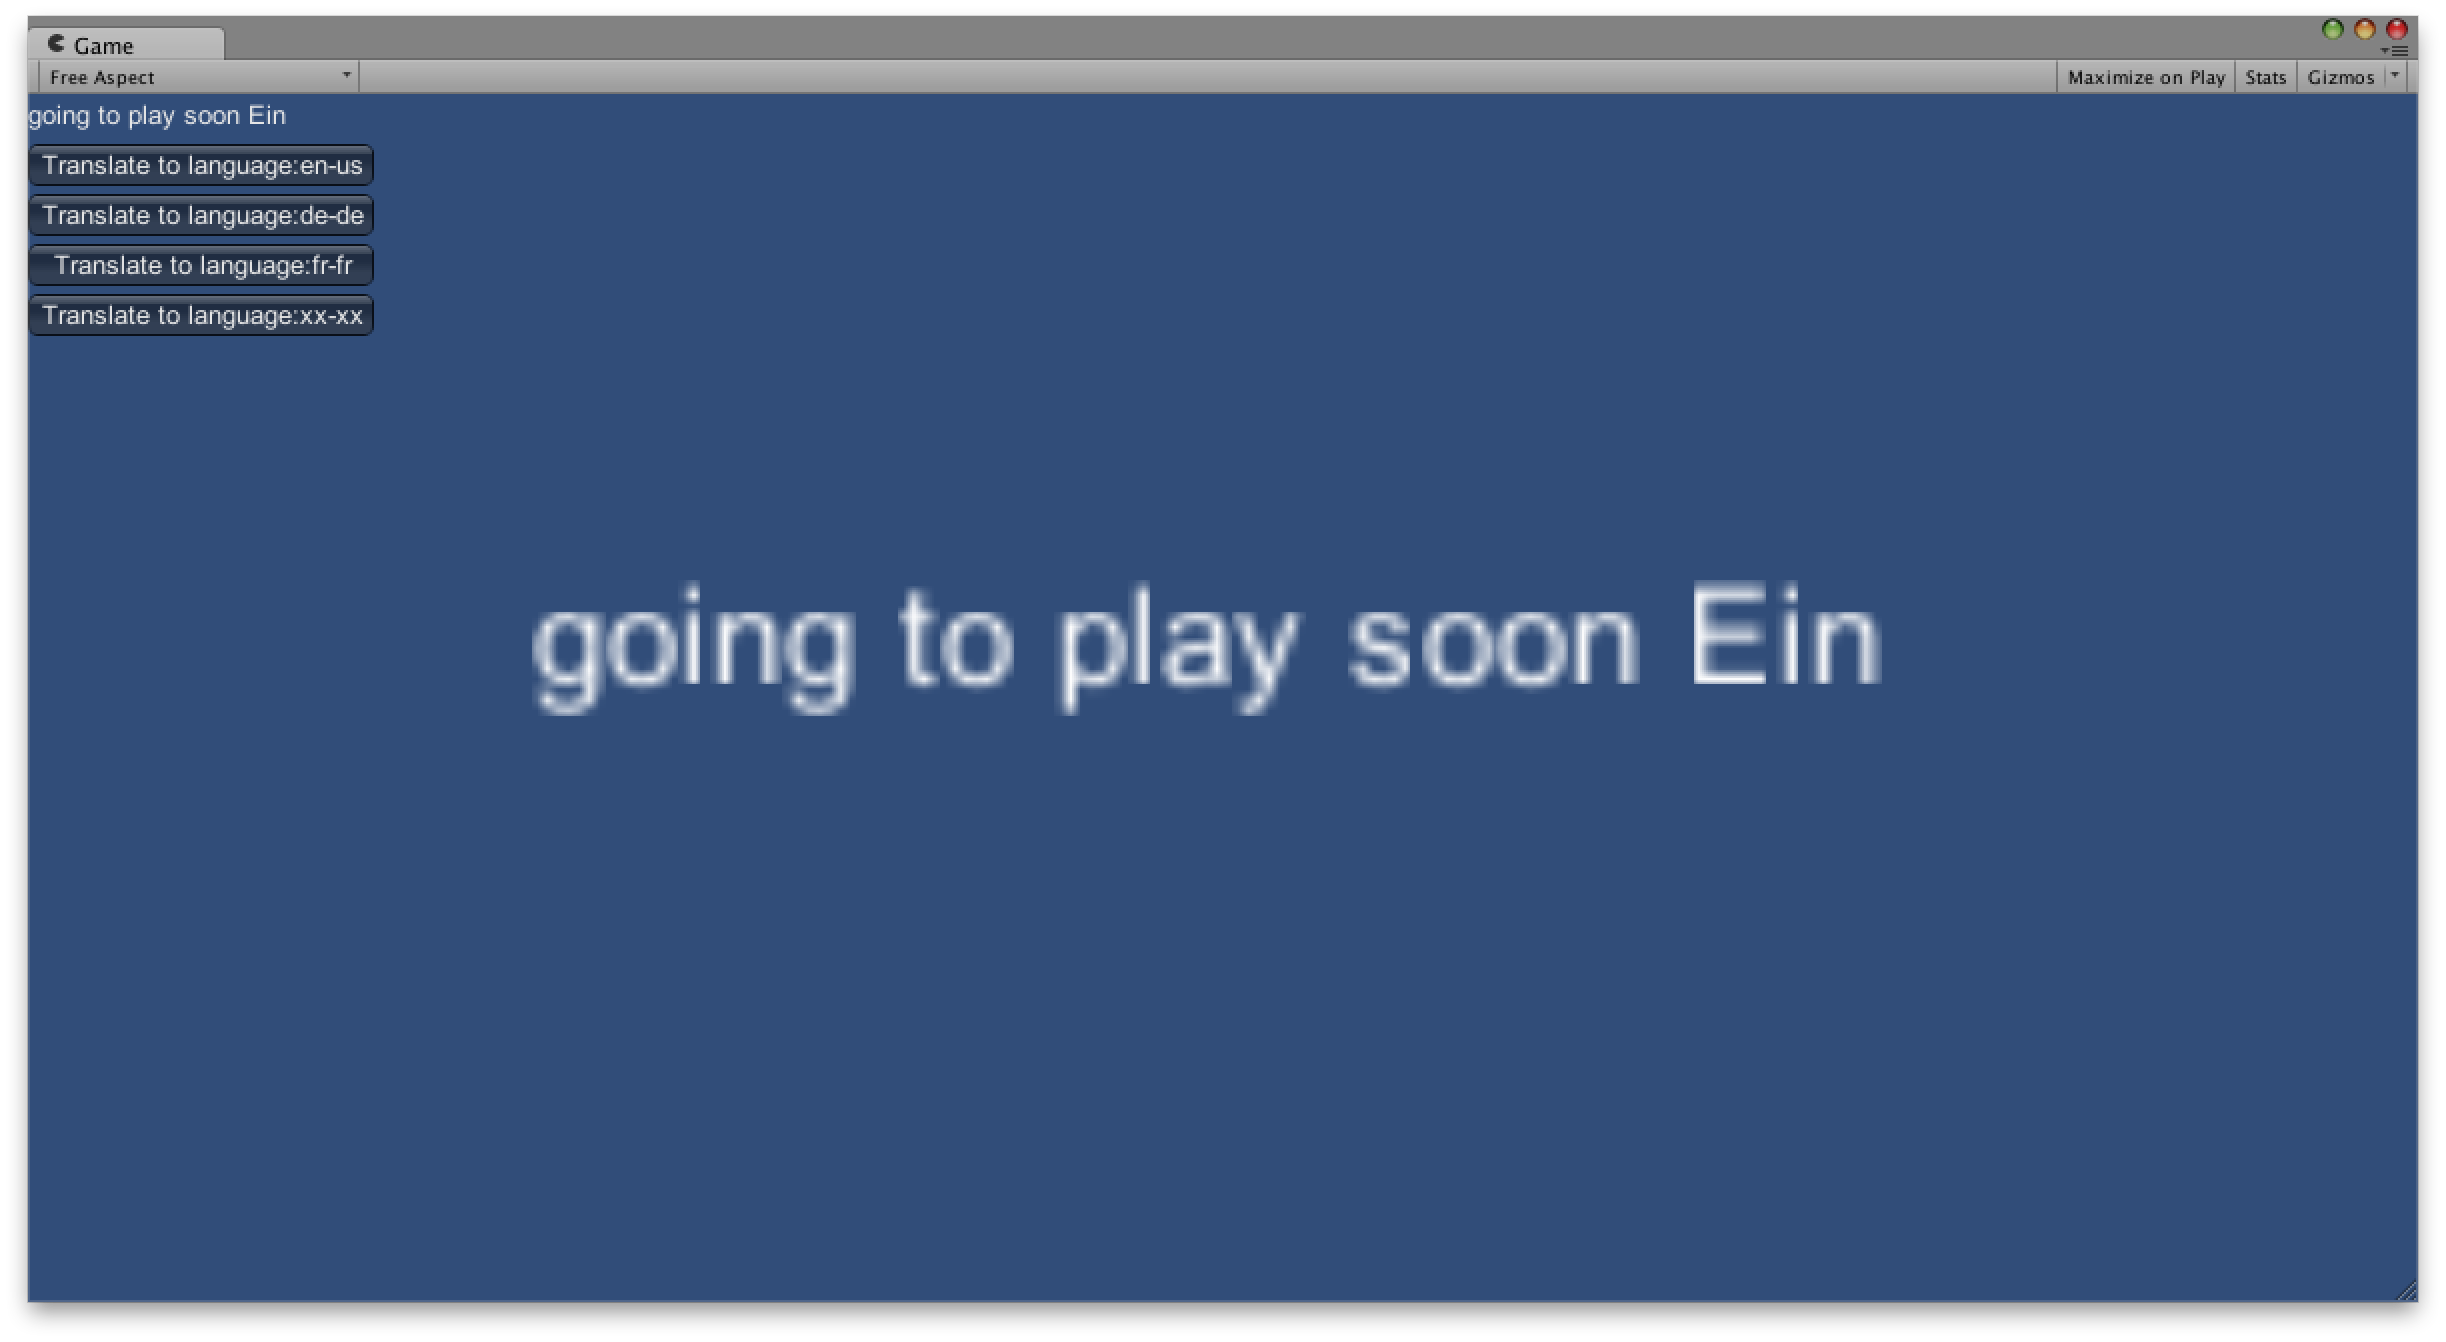 Game
Free Aspect Maximize on Play Stats Gizmos
going to play soon Ein
Translate to language:en-us
Translate to language:de-de
Translate to language:fr-fr
Translate to language:xx-xx
going to play soon Ein